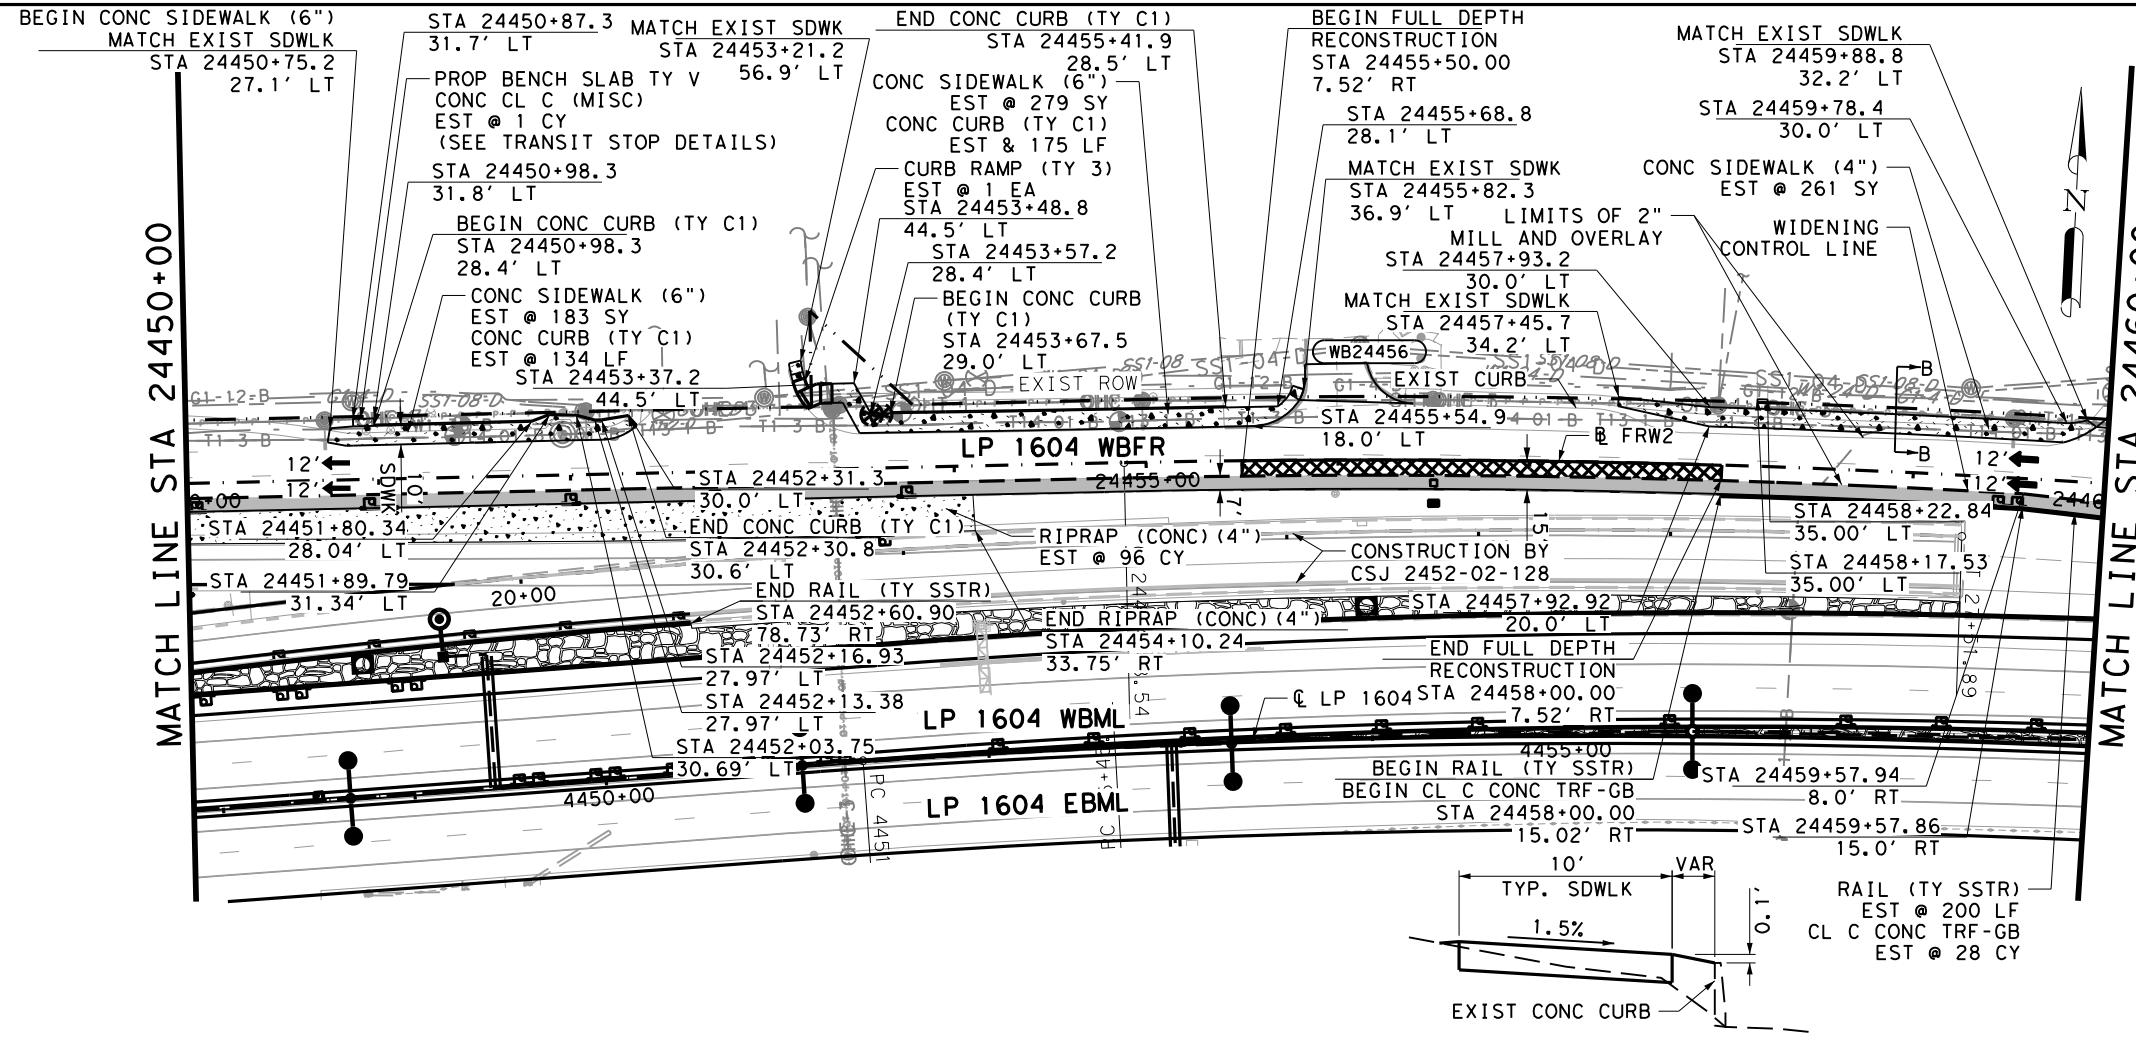 BEGIN CONC SIDEWALK (6")
MATCH EXIST SDWLK
STA 24450+75.2
27.1' LT
STA 24450+87.3
31.7' LT
PROP BENCH SLAB TY V
CONC CL C (MISC)
EST @ 1 CY
(SEE TRANSIT STOP DETAILS)
STA 24450+98.3
31.8' LT
BEGIN CONC CURB (TY C1)
STA 24450+98.3
28.4' LT
CONC SIDEWALK (6")
EST @ 183 SY
CONC CURB (TY C1)
EST @ 134 LF
STA 24453+37.2
44.5' LT
MATCH EXIST SDWK
STA 24453+21.2
56.9' LT
END CONC CURB (TY C1)
STA 24455+41.9
28.5' LT
CONC SIDEWALK (6")
EST @ 279 SY
CONC CURB (TY C1)
EST & 175 LF
CURB RAMP (TY 3)
EST @ 1 EA
STA 24453+48.8
44.5' LT
STA 24453+57.2
28.4' LT
BEGIN CONC CURB
(TY C1)
STA 24453+67.5
29.0' LT
BEGIN FULL DEPTH
RECONSTRUCTION
STA 24455+50.00
7.52' RT
STA 24455+68.8
28.1' LT
MATCH EXIST SDWK
STA 24455+82.3
36.9' LT
LIMITS OF 2"
MILL AND OVERLAY
STA 24457+93.2
30.0' LT
MATCH EXIST SDWLK
STA 24457+45.7
34.2' LT
MATCH EXIST SDWLK
STA 24459+88.8
32.2' LT
STA 24459+78.4
30.0' LT
CONC SIDEWALK (4")
EST @ 261 SY
WIDENING
CONTROL LINE
N
MATCH LINE STA 24450+00
MATCH LINE STA 24460+00
WB24456
EXIST ROW
EXIST CURB
G1-12-B
SS1-08-D
T1-3-B
SS1-08-D
B
B
STA 24455+54.9
18.0' LT
LP 1604 WBFR
FRW2
12'
12'
10'
SDWK
12'
12'
24455+00
7'
15'
STA 24452+31.3
30.0' LT
STA 24451+80.34
28.04' LT
END CONC CURB (TY C1)
STA 24452+30.8
30.6' LT
RIPRAP (CONC)(4")
EST @ 96 CY
CONSTRUCTION BY
CSJ 2452-02-128
STA 24458+22.84
35.00' LT
STA 24458+17.53
35.00' LT
STA 24451+89.79
31.34' LT
20+00
END RAIL (TY SSTR)
STA 24452+60.90
78.73' RT
END RIPRAP (CONC)(4")
STA 24454+10.24
33.75' RT
STA 24457+92.92
20.0' LT
END FULL DEPTH
RECONSTRUCTION
STA 24458+00.00
7.52' RT
STA 24452+16.93
27.97' LT
STA 24452+13.38
27.97' LT
STA 24452+03.75
30.69' LT
LP 1604 WBML
℄ LP 1604
4455+00
4450+00
PC 4451
LP 1604 EBML
BEGIN RAIL (TY SSTR)
BEGIN CL C CONC TRF-GB
STA 24458+00.00
15.02' RT
STA 24459+57.94
8.0' RT
STA 24459+57.86
15.0' RT
RAIL (TY SSTR)
EST @ 200 LF
CL C CONC TRF-GB
EST @ 28 CY
10'
VAR
TYP. SDWLK
1.5%
0.1'
EXIST CONC CURB